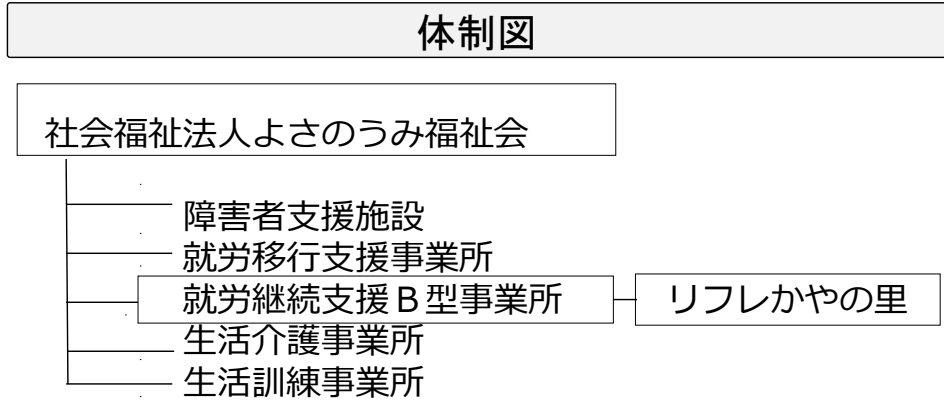 体制図
社会福祉法人よさのうみ福祉会
障害者支援施設
就労移行支援事業所
就労継続支援Ｂ型事業所
リフレかやの里
生活介護事業所
生活訓練事業所